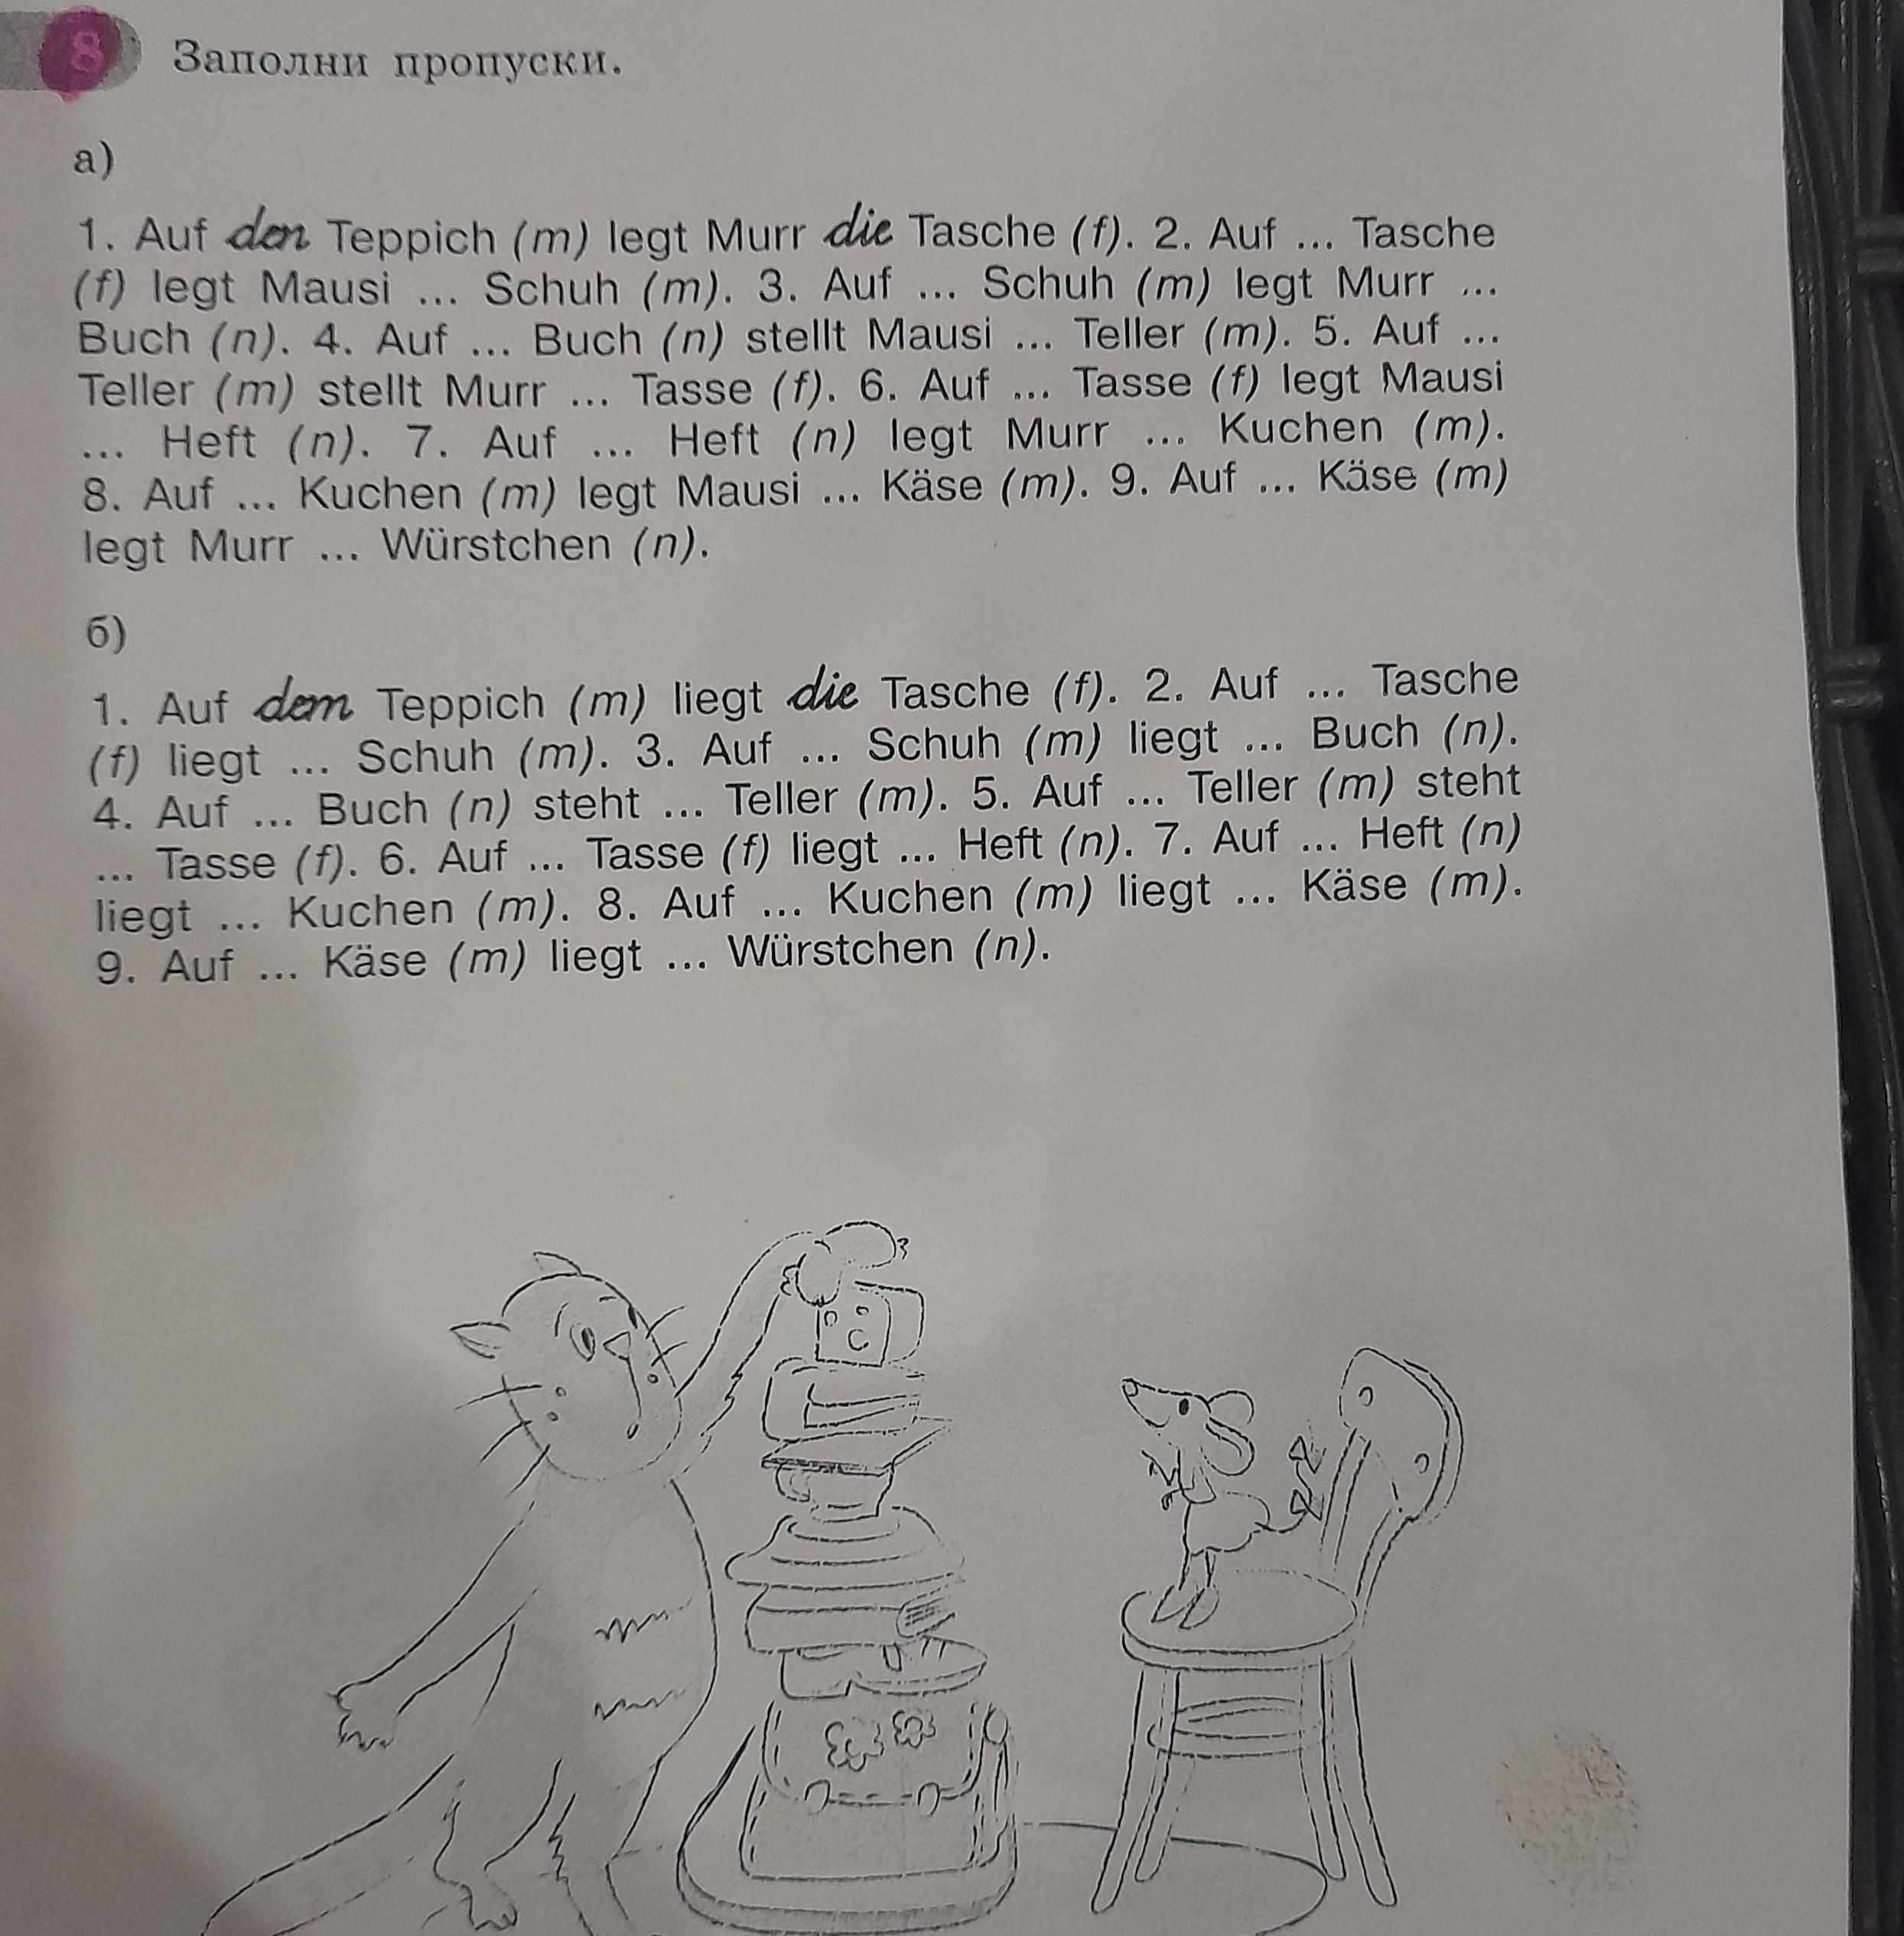 8 Заполни пропуски.
а)
1. Auf den Teppich (m) legt Murr die Tasche (f). 2. Auf ... Tasche
(f) legt Mausi ... Schuh (m). 3. Auf ... Schuh (m) legt Murr ...
Buch (n). 4. Auf ... Buch (n) stellt Mausi ... Teller (m). 5. Auf ...
Teller (m) stellt Murr ... Tasse (f). 6. Auf ... Tasse (f) legt Mausi
... Heft (n). 7. Auf ... Heft (n) legt Murr ... Kuchen (m).
8. Auf ... Kuchen (m) legt Mausi ... Käse (m). 9. Auf ... Käse (m)
legt Murr ... Würstchen (n).
б)
1. Auf dem Teppich (m) liegt die Tasche (f). 2. Auf ... Tasche
(f) liegt ... Schuh (m). 3. Auf ... Schuh (m) liegt ... Buch (n).
4. Auf ... Buch (n) steht ... Teller (m). 5. Auf ... Teller (m) steht
... Tasse (f). 6. Auf ... Tasse (f) liegt ... Heft (n). 7. Auf ... Heft (n)
liegt ... Kuchen (m). 8. Auf ... Kuchen (m) liegt ... Käse (m).
9. Auf ... Käse (m) liegt ... Würstchen (n).